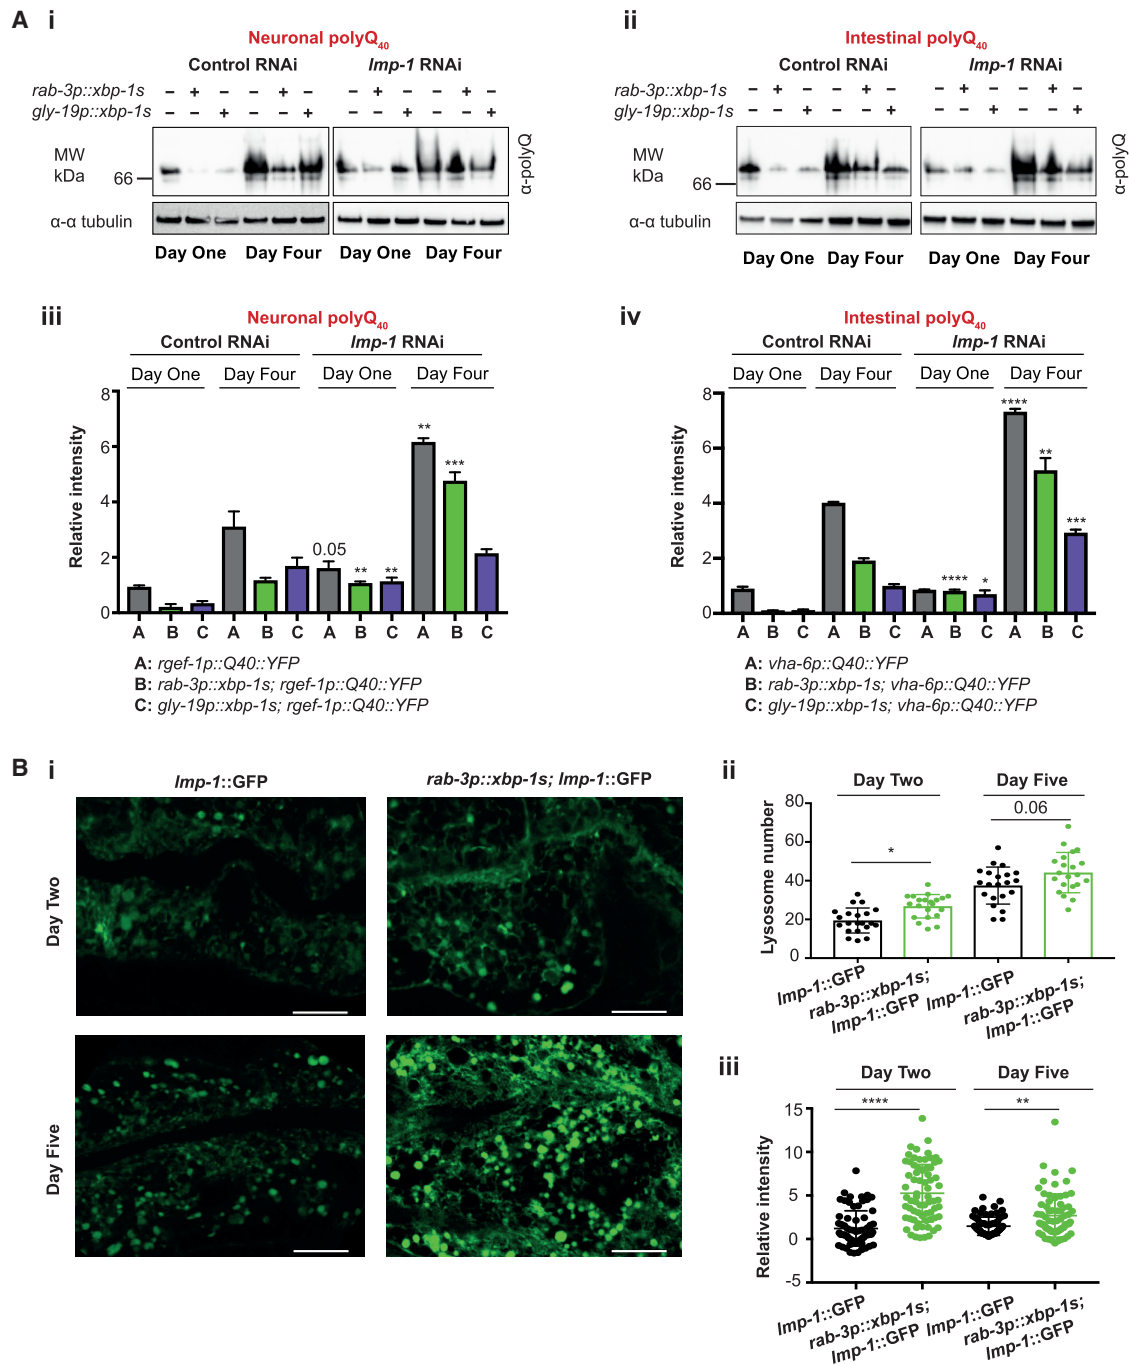 A
i
Neuronal polyQ40
Control RNAi lmp-1 RNAi
rab-3p::xbp-1s - + - - + - - + - - + -
gly-19p::xbp-1s - - + - - + - - + - - +
MW
kDa
66
α-polyQ
α-α tubulin
Day One Day Four Day One Day Four
ii
Intestinal polyQ40
Control RNAi lmp-1 RNAi
rab-3p::xbp-1s - + - - + - - + - - + -
gly-19p::xbp-1s - - + - - + - - + - - +
MW
kDa
66
α-polyQ
α-α tubulin
Day One Day Four Day One Day Four
iii
Neuronal polyQ40
Control RNAi lmp-1 RNAi
Day One Day Four Day One Day Four
Relative intensity
8
6
4
2
0
0.05 ** ** ** ***
A B C A B C A B C A B C
A: rgef-1p::Q40::YFP
B: rab-3p::xbp-1s; rgef-1p::Q40::YFP
C: gly-19p::xbp-1s; rgef-1p::Q40::YFP
iv
Intestinal polyQ40
Control RNAi lmp-1 RNAi
Day One Day Four Day One Day Four
Relative intensity
8
6
4
2
0
**** * **** ** ***
A B C A B C A B C A B C
A: vha-6p::Q40::YFP
B: rab-3p::xbp-1s; vha-6p::Q40::YFP
C: gly-19p::xbp-1s; vha-6p::Q40::YFP
B
i
lmp-1::GFP rab-3p::xbp-1s; lmp-1::GFP
Day Two
Day Five
ii
Day Two Day Five
Lysosome number
80
60
40
20
0
* 0.06
lmp-1::GFP
rab-3p::xbp-1s;
lmp-1::GFP
lmp-1::GFP
rab-3p::xbp-1s;
lmp-1::GFP
iii
Day Two Day Five
Relative intensity
15
10
5
0
-5
**** **
lmp-1::GFP
rab-3p::xbp-1s;
lmp-1::GFP
lmp-1::GFP
rab-3p::xbp-1s;
lmp-1::GFP